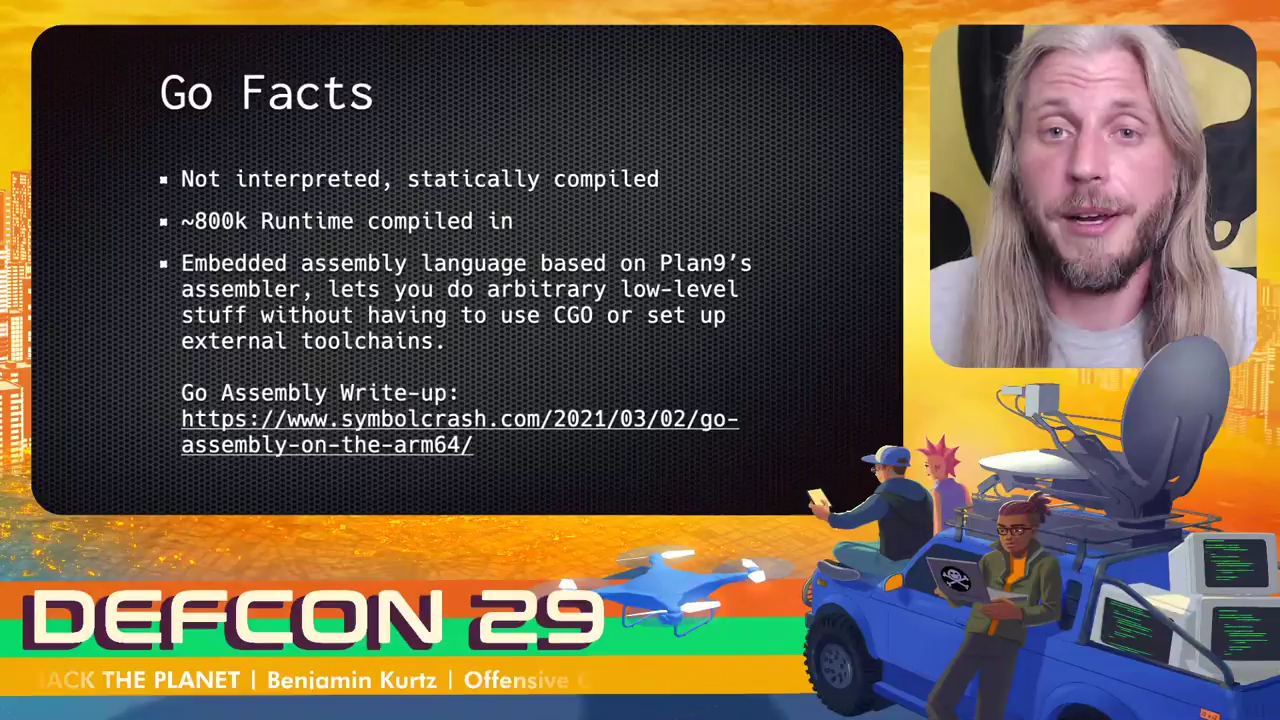 Go Facts
▪ Not interpreted, statically compiled
▪ ~800k Runtime compiled in
▪ Embedded assembly language based on Plan9’s
assembler, lets you do arbitrary low-level
stuff without having to use CGO or set up
external toolchains.
Go Assembly Write-up:
https://www.symbolcrash.com/2021/03/02/go-
assembly-on-the-arm64/
DEFCON 29
ACK THE PLANET | Benjamin Kurtz | Offensive